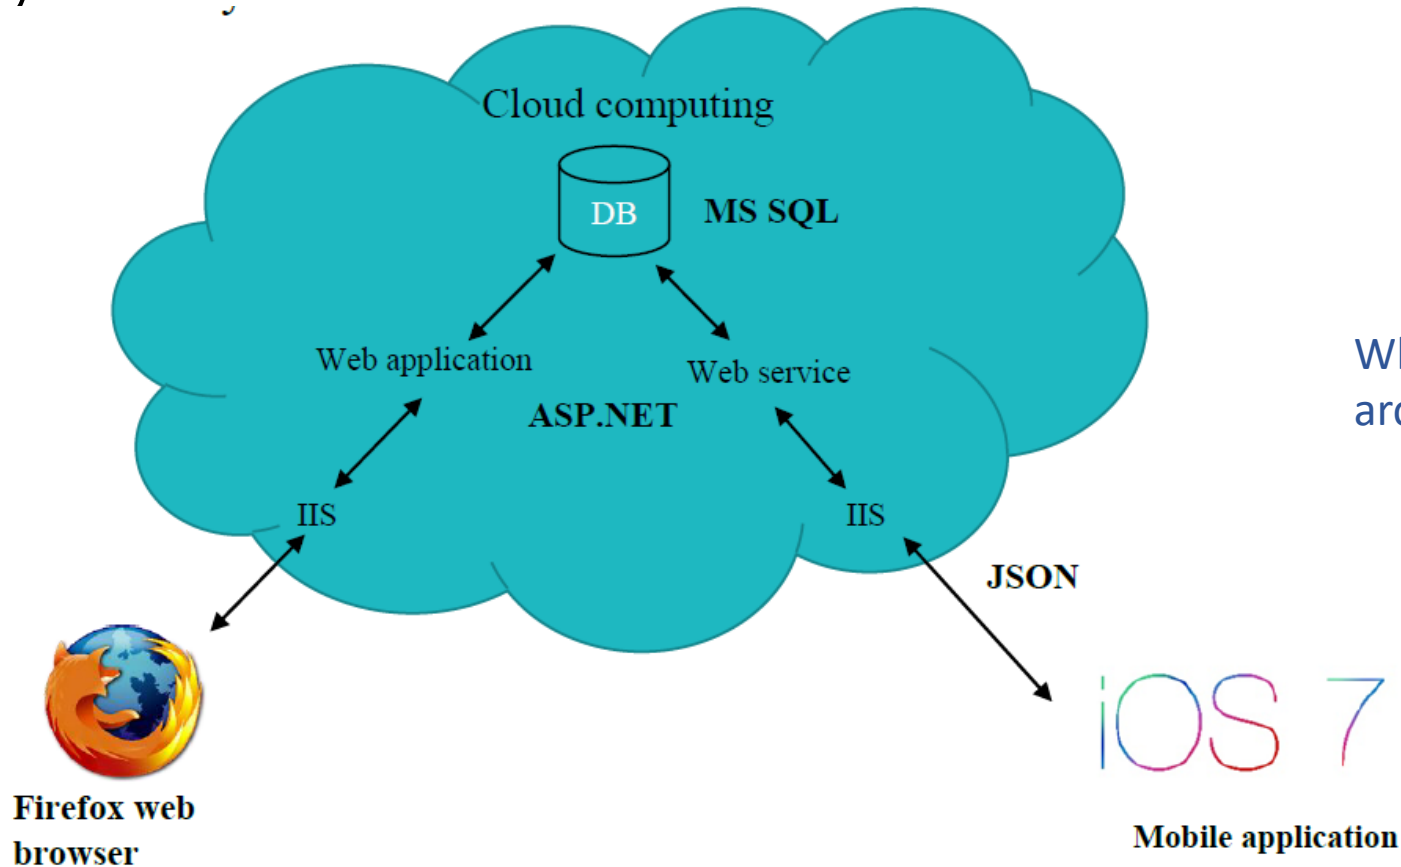 Cloud computing
DB
MS SQL
Web application
Web service
ASP.NET
IIS
IIS
JSON
iOS 7
Firefox web
browser
Mobile application